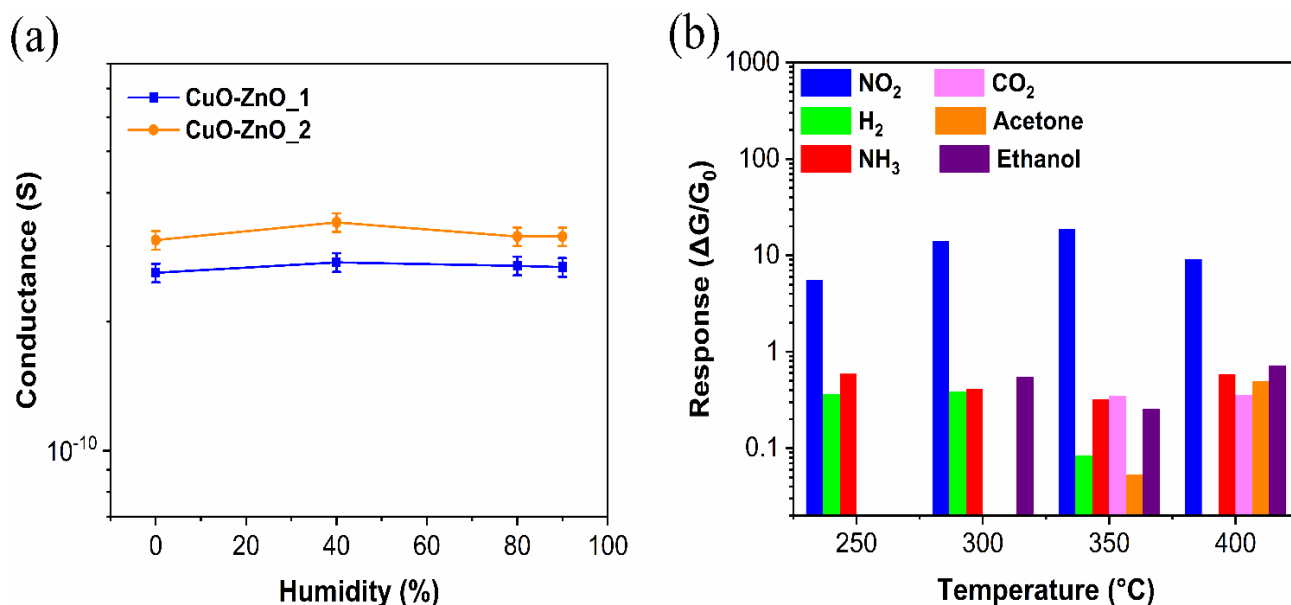 (a)
CuO-ZnO_1
CuO-ZnO_2
Conductance (S)
10⁻¹⁰
0 20 40 60 80 100
Humidity (%)
(b)
NO₂ CO₂
H₂ Acetone
NH₃ Ethanol
Response (ΔG/G₀)
1000
100
10
1
0.1
250 300 350 400
Temperature (°C)